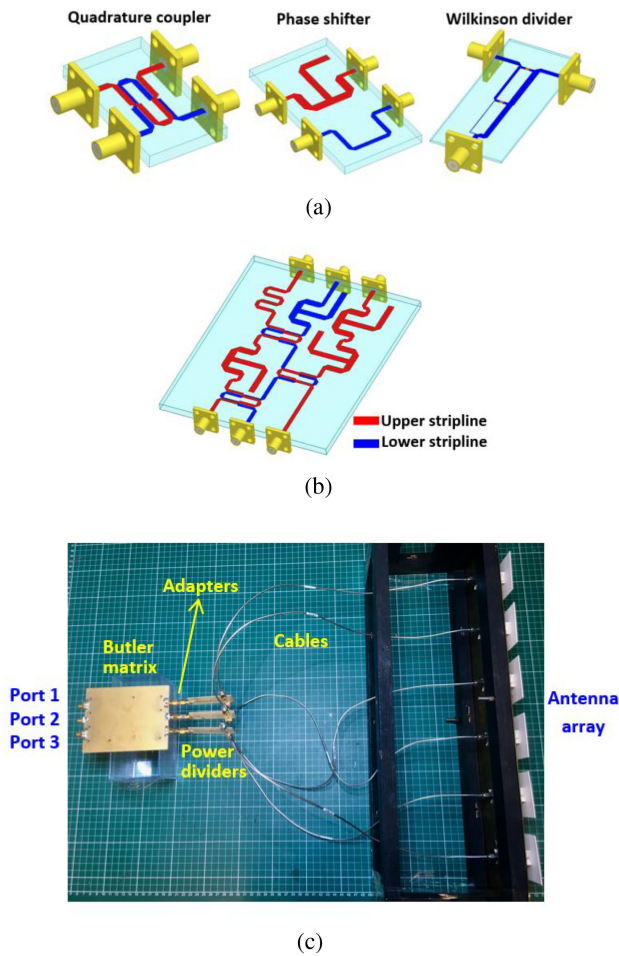 Quadrature coupler
Phase shifter
Wilkinson divider
(a)
Upper stripline
Lower stripline
(b)
Adapters
Butler
matrix
Cables
Port 1
Port 2
Port 3
Power
dividers
Antenna
array
(c)